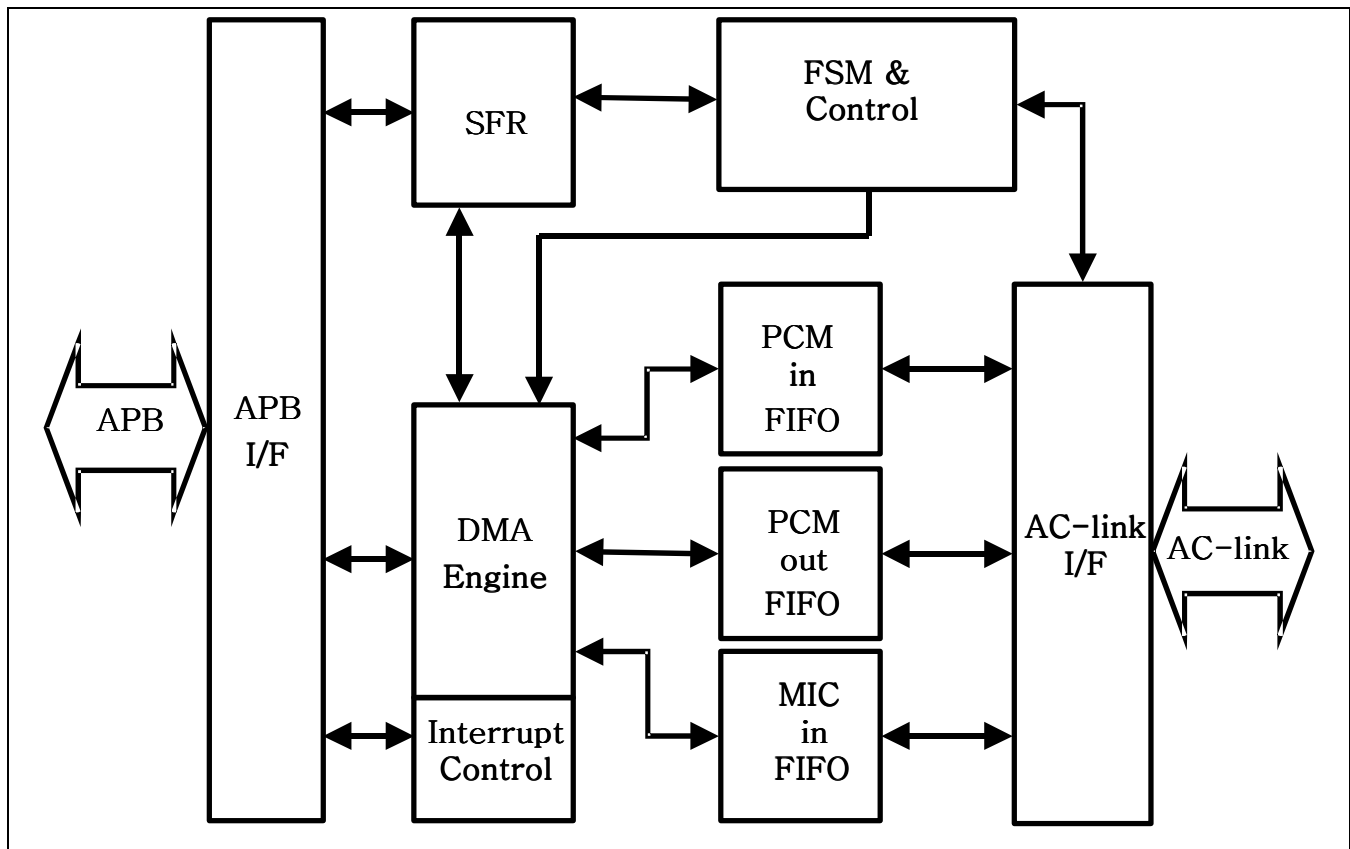 SFR
FSM &
Control
APB
APB
I/F
PCM
in
FIFO
DMA
Engine
PCM
out
FIFO
AC-link
I/F
AC-link
Interrupt
Control
MIC
in
FIFO